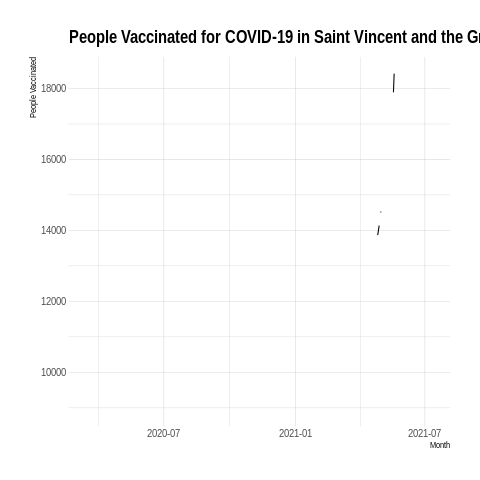 People Vaccinated for COVID-19 in Saint Vincent and the Gr
People Vaccinated
18000
16000
14000
12000
10000
2020-07
2021-01
2021-07
Month